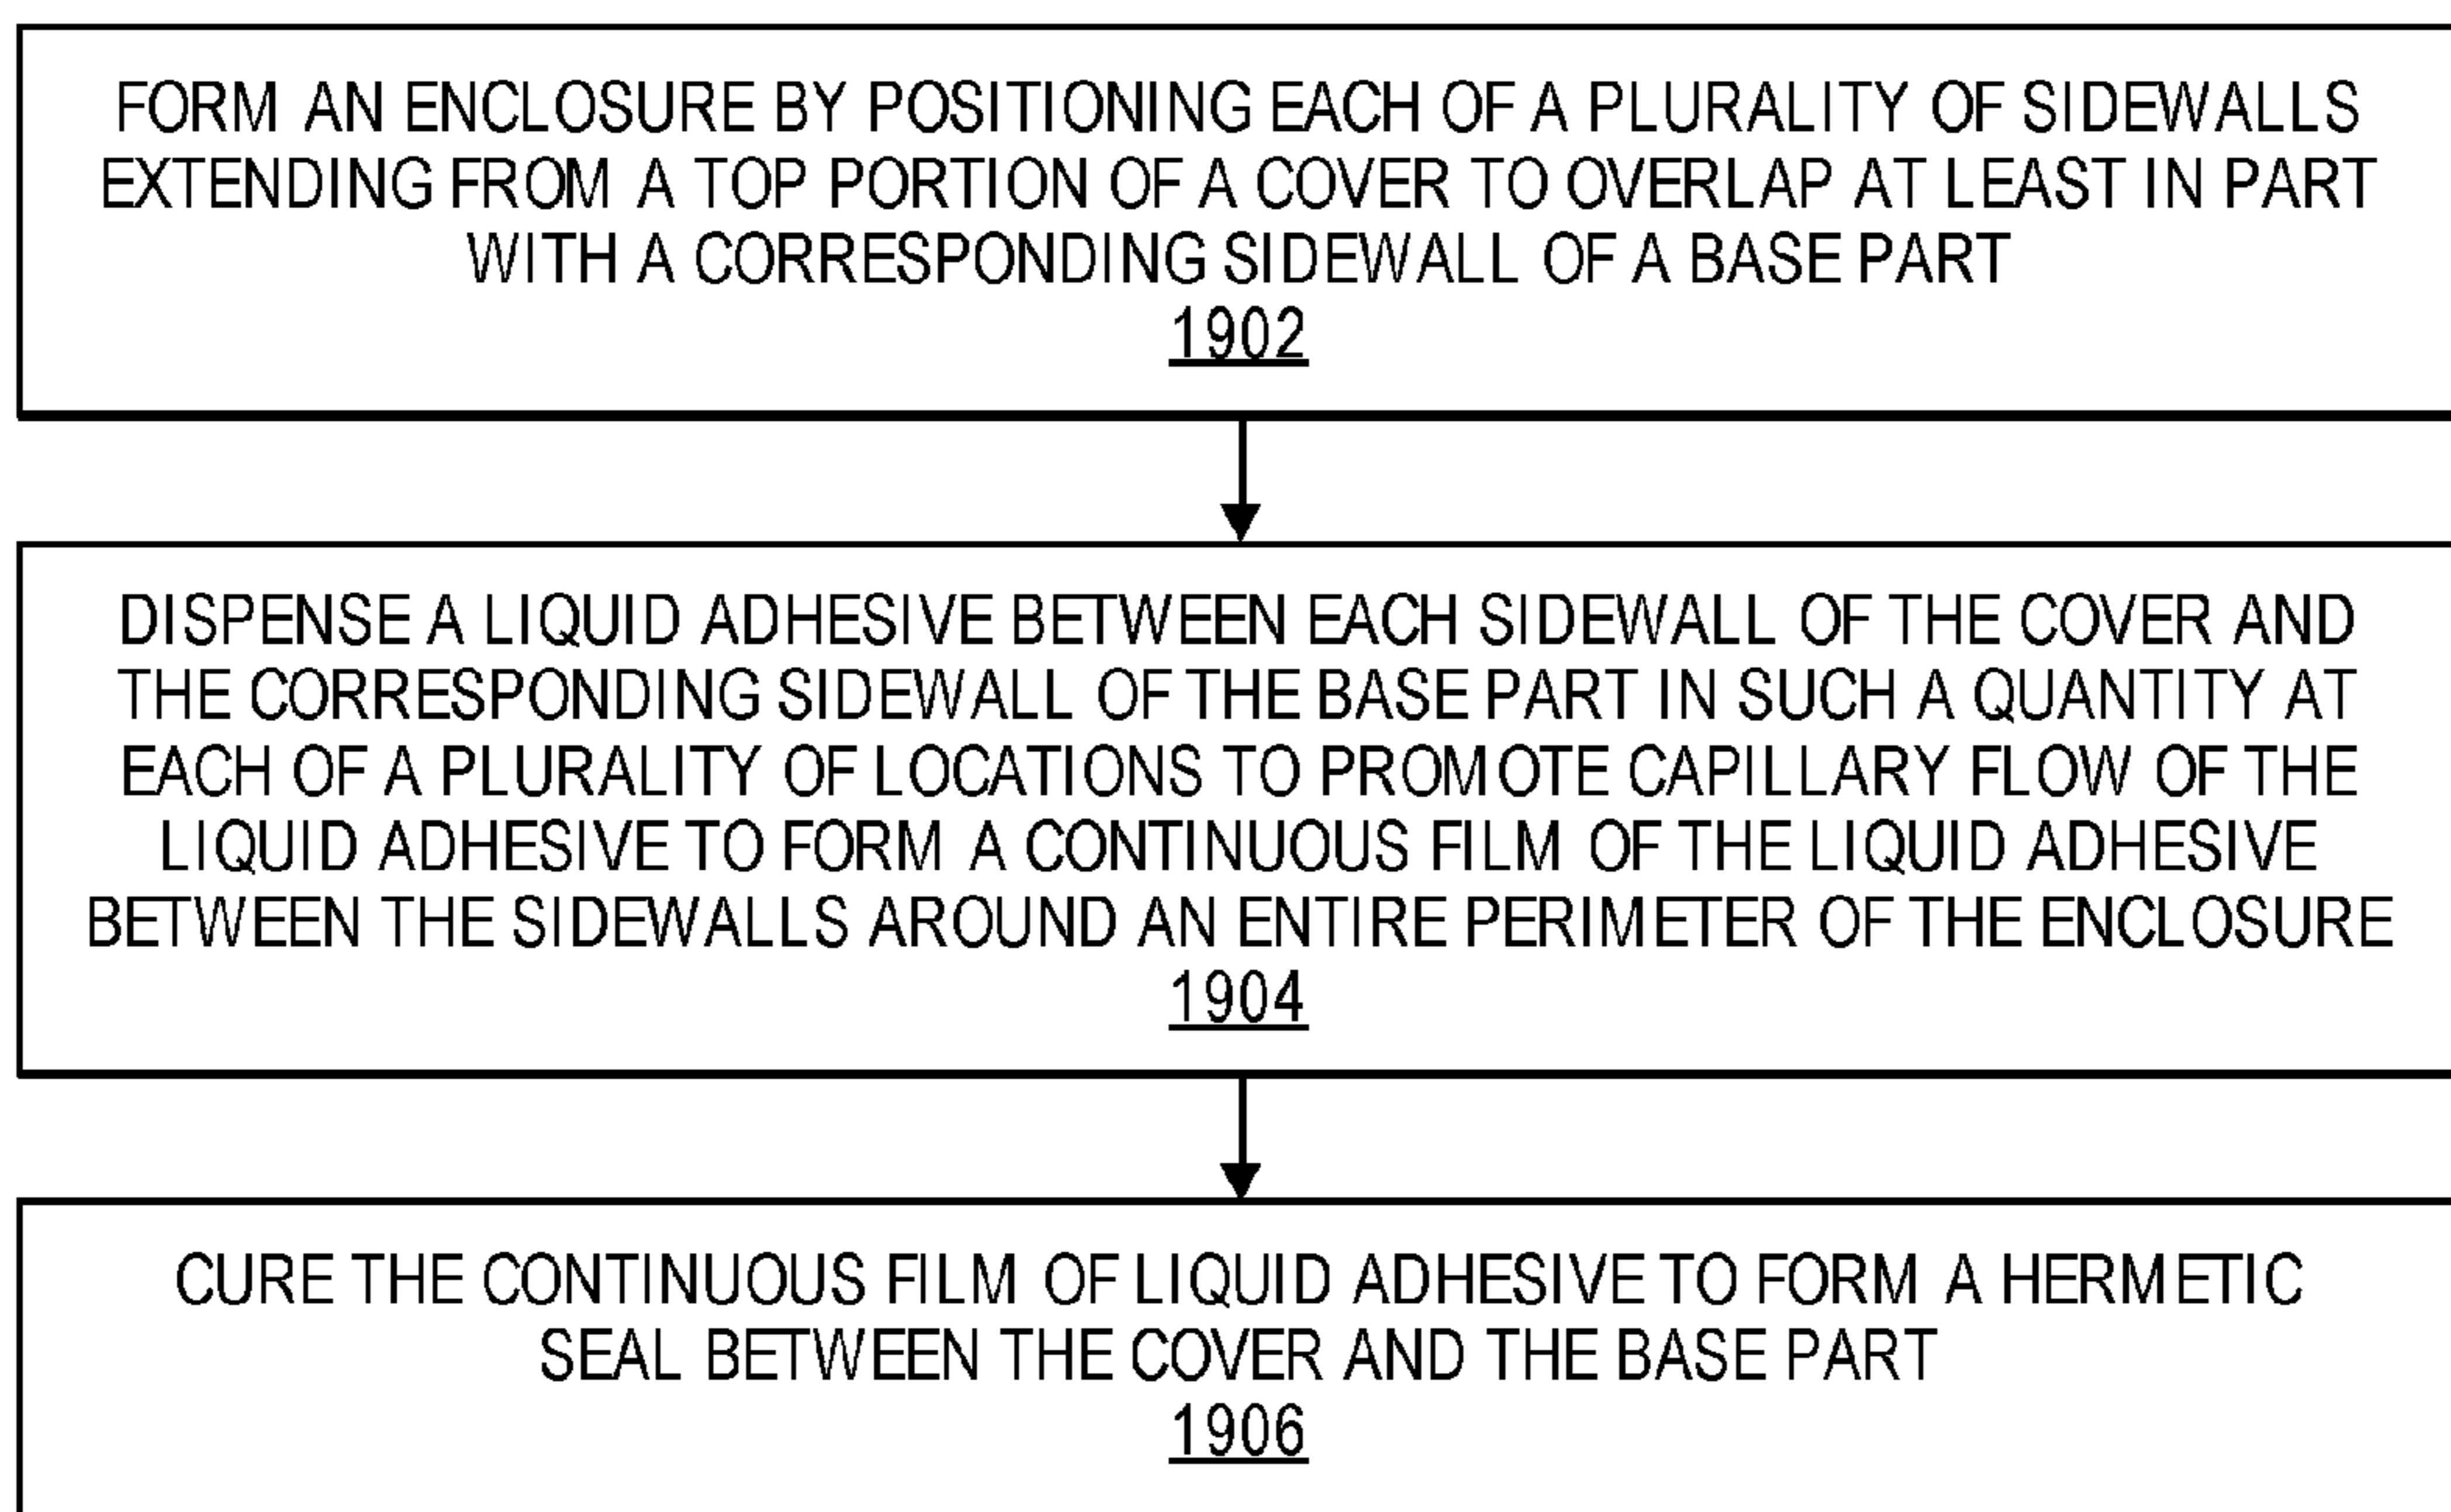 FORM AN ENCLOSURE BY POSITIONING EACH OF A PLURALITY OF SIDEWALLS
EXTENDING FROM A TOP PORTION OF A COVER TO OVERLAP AT LEAST IN PART
WITH A CORRESPONDING SIDEWALL OF A BASE PART
1902
DISPENSE A LIQUID ADHESIVE BETWEEN EACH SIDEWALL OF THE COVER AND
THE CORRESPONDING SIDEWALL OF THE BASE PART IN SUCH A QUANTITY AT
EACH OF A PLURALITY OF LOCATIONS TO PROMOTE CAPILLARY FLOW OF THE
LIQUID ADHESIVE TO FORM A CONTINUOUS FILM OF THE LIQUID ADHESIVE
BETWEEN THE SIDEWALLS AROUND AN ENTIRE PERIMETER OF THE ENCLOSURE
1904
CURE THE CONTINUOUS FILM OF LIQUID ADHESIVE TO FORM A HERMETIC
SEAL BETWEEN THE COVER AND THE BASE PART
1906